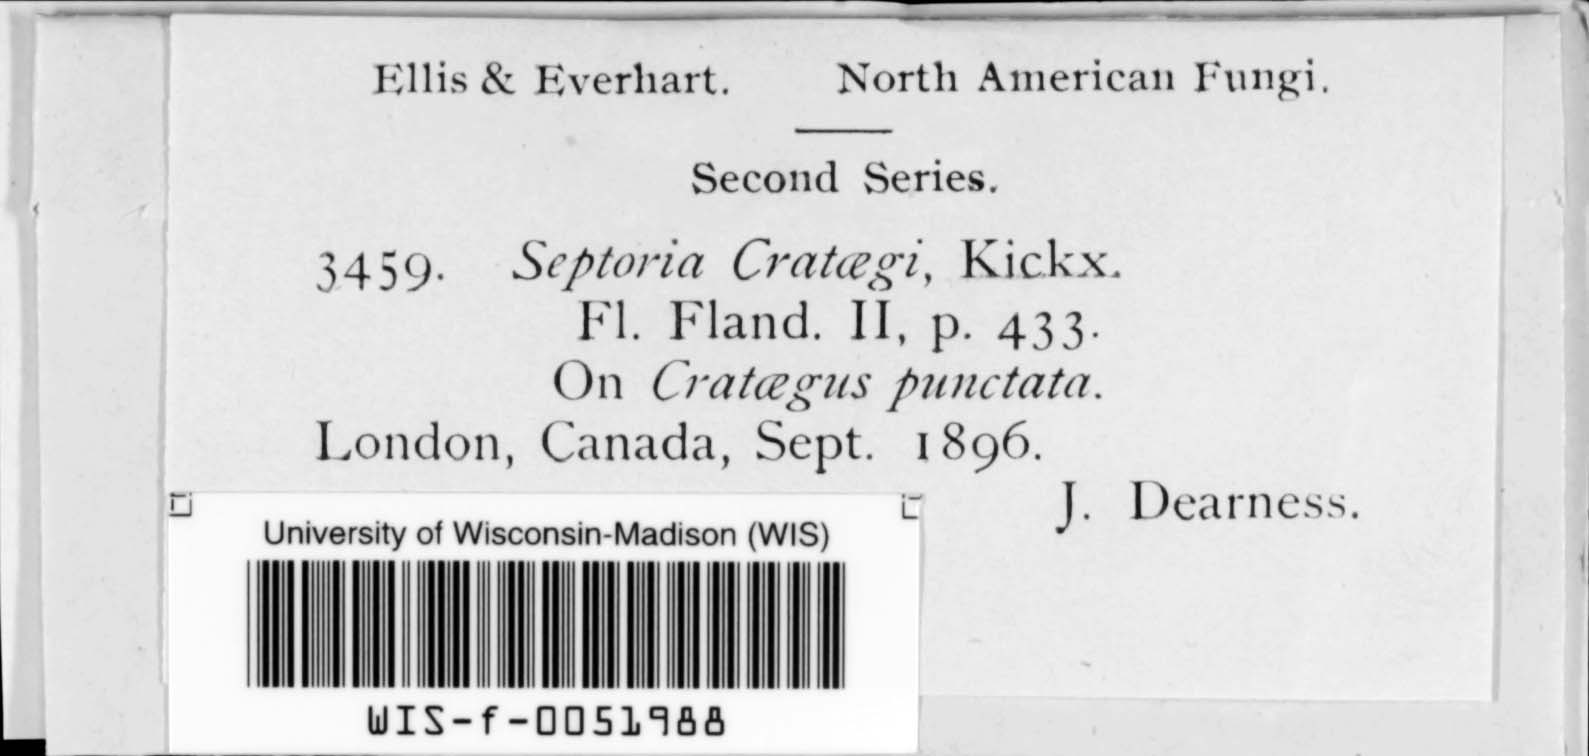 Ellis & Everhart. North American Fungi.
Second Series.
3459. Septoria Cratægi, Kickx.
Fl. Fland. II, p. 433.
On Cratægus punctata.
London, Canada, Sept. 1896.
J. Dearness.
University of Wisconsin-Madison (WIS)
WIS-f-0051988